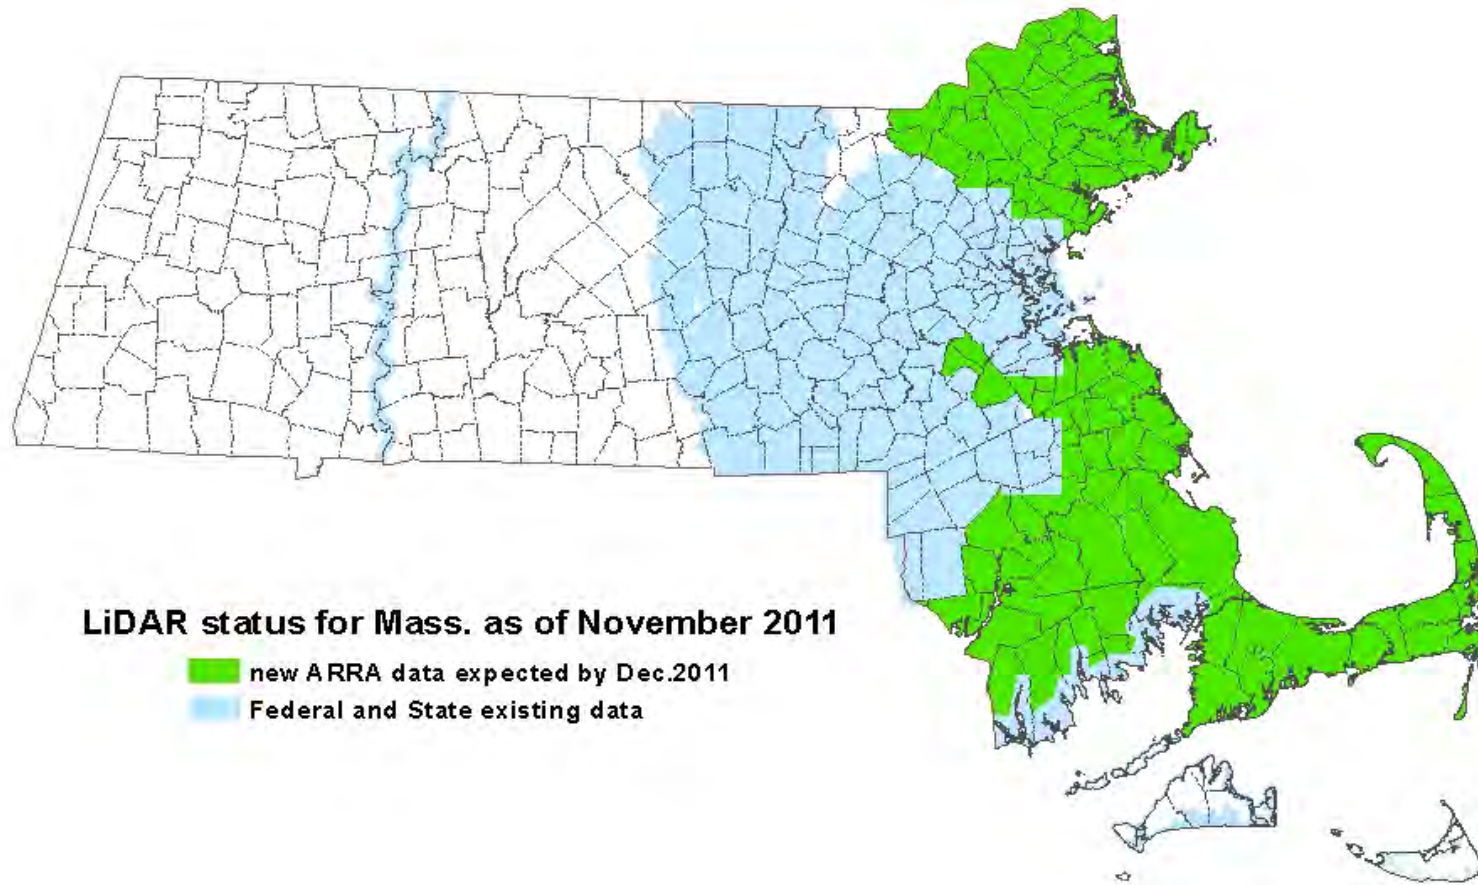 LiDAR status for Mass. as of November 2011
new ARRA data expected by Dec.2011
Federal and State existing data